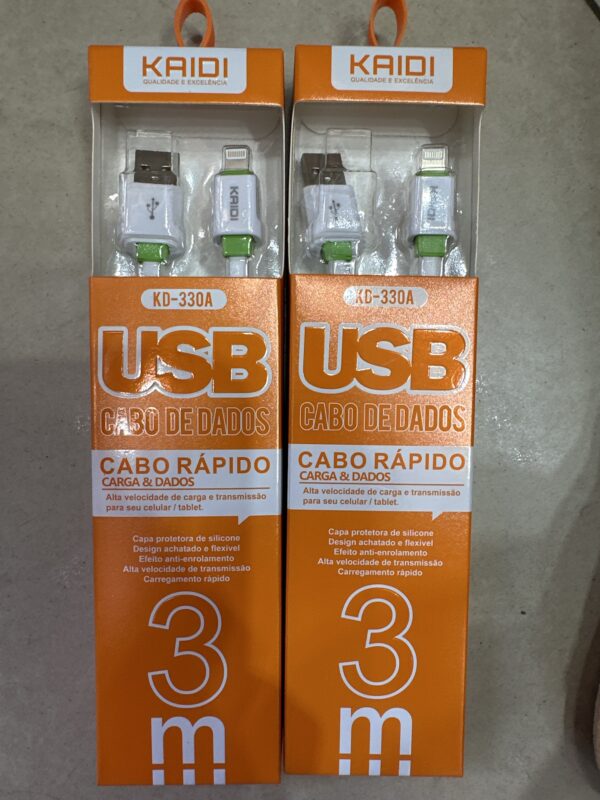 KAIDI
QUALIDADE E EXCELÊNCIA
KAIDI
KD-330A
USB
CABO DE DADOS
CABO RÁPIDO
CARGA & DADOS
Alta velocidade de carga e transmissão
para seu celular / tablet.
Capa protetora de silicone
Design achatado e flexível
Efeito anti-enrolamento
Alta velocidade de transmissão
Carregamento rápido
3
m
KAIDI
QUALIDADE E EXCELÊNCIA
KAIDI
KD-330A
USB
CABO DE DADOS
CABO RÁPIDO
CARGA & DADOS
Alta velocidade de carga e transmissão
para seu celular / tablet.
Capa protetora de silicone
Design achatado e flexível
Efeito anti-enrolamento
Alta velocidade de transmissão
Carregamento rápido
3
m